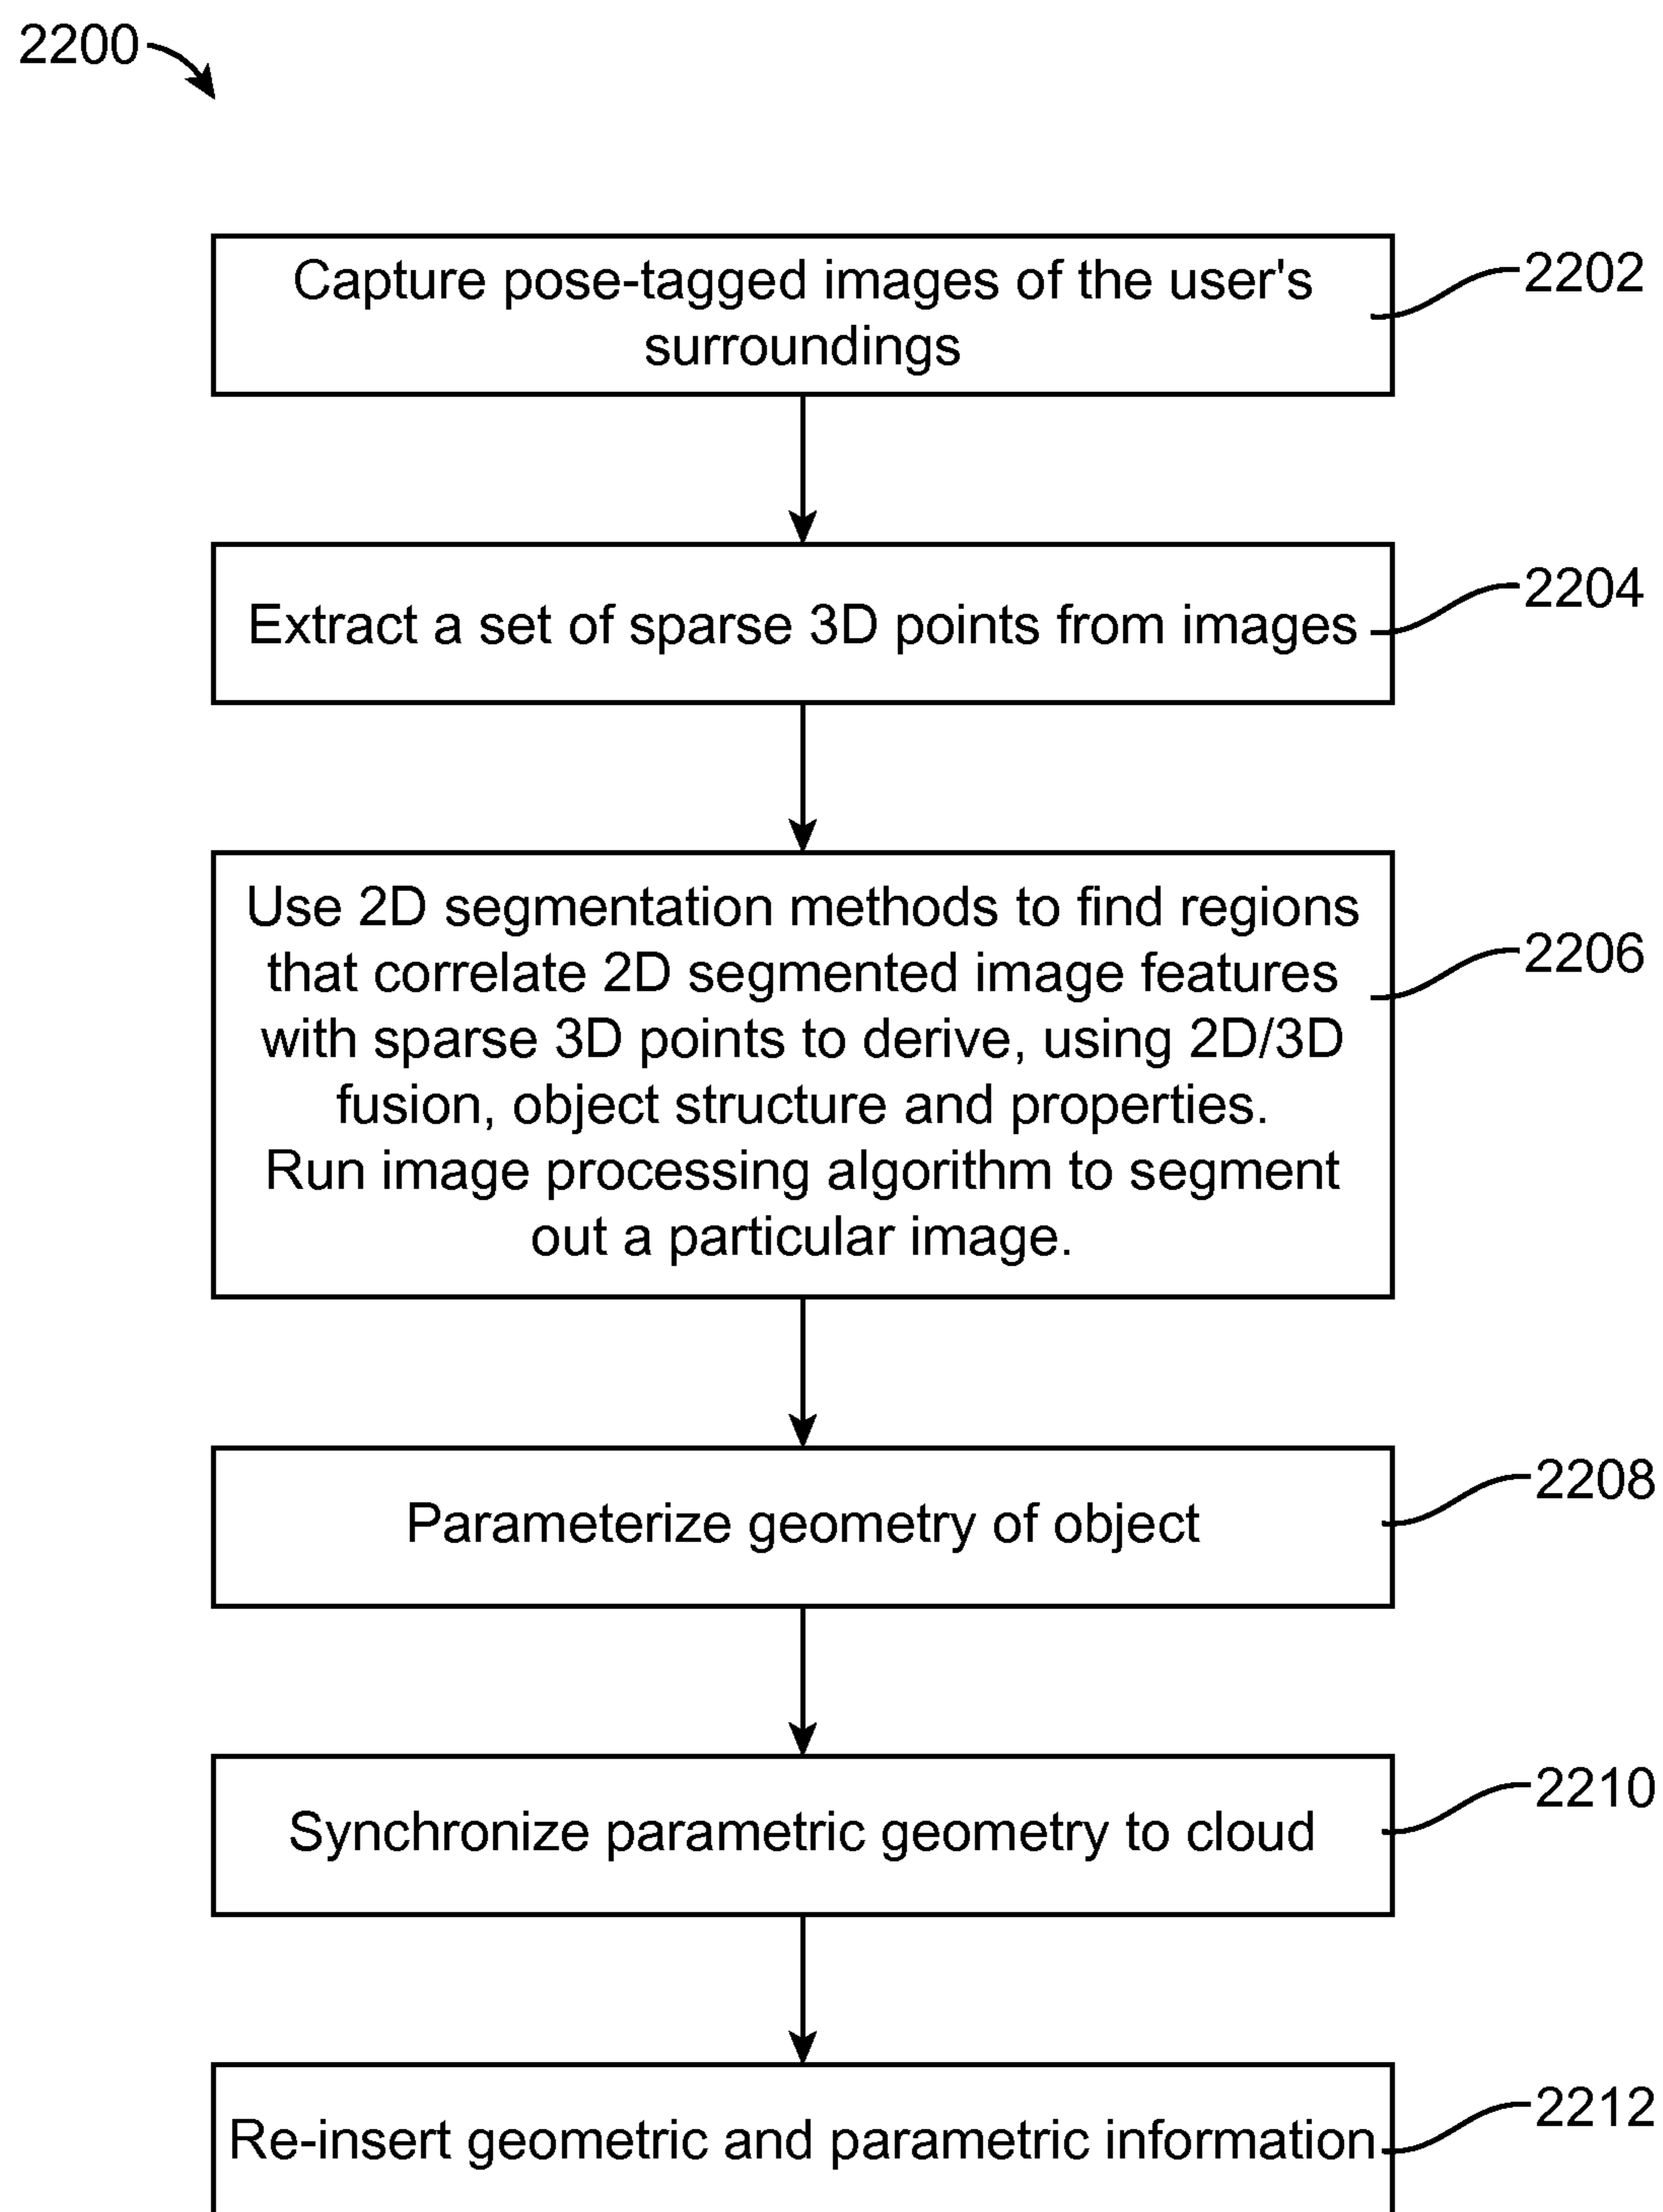 2200
Capture pose-tagged images of the user's
surroundings
2202
Extract a set of sparse 3D points from images
2204
Use 2D segmentation methods to find regions
that correlate 2D segmented image features
with sparse 3D points to derive, using 2D/3D
fusion, object structure and properties.
Run image processing algorithm to segment
out a particular image.
2206
Parameterize geometry of object
2208
Synchronize parametric geometry to cloud
2210
Re-insert geometric and parametric information
2212